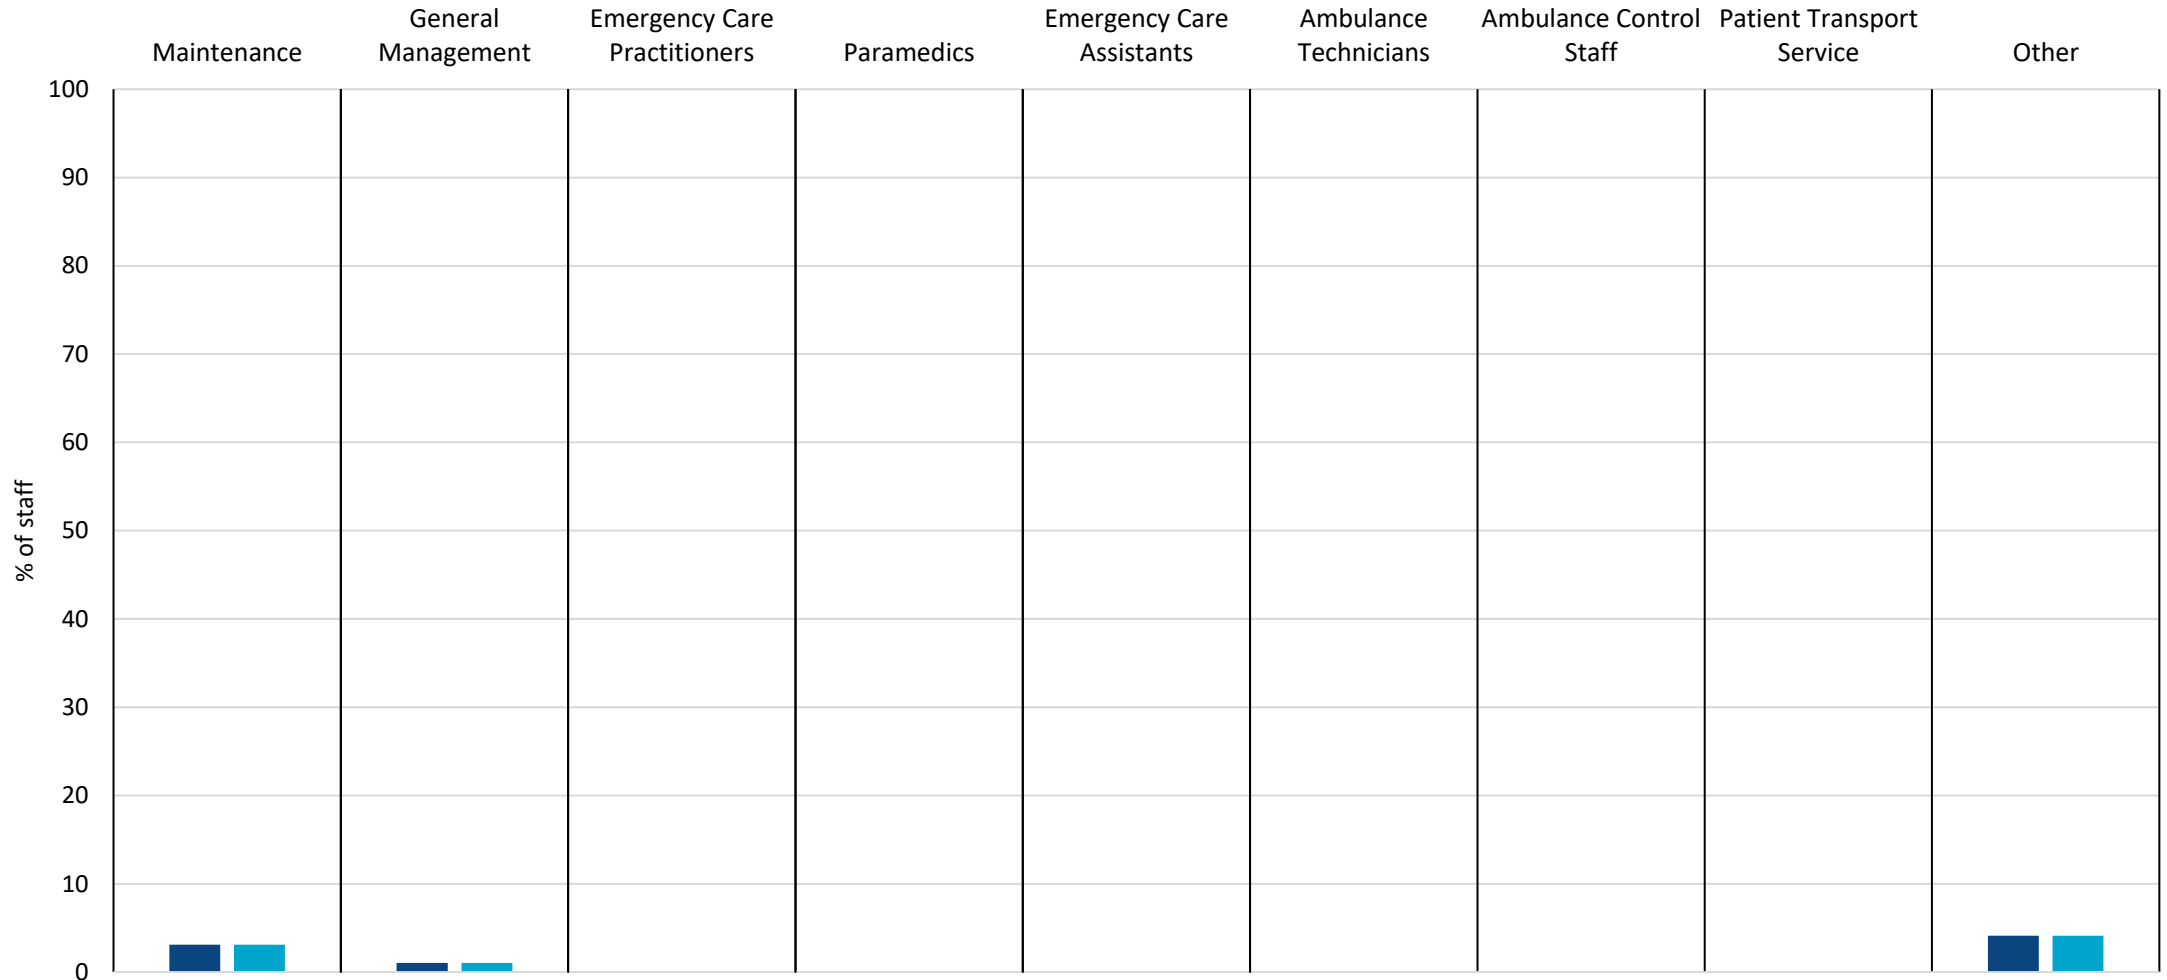 Maintenance
General
Management
Emergency Care
Practitioners
Paramedics
Emergency Care
Assistants
Ambulance
Technicians
Ambulance Control
Staff
Patient Transport
Service
Other
100
90
80
70
60
50
40
30
20
10
0
% of staff